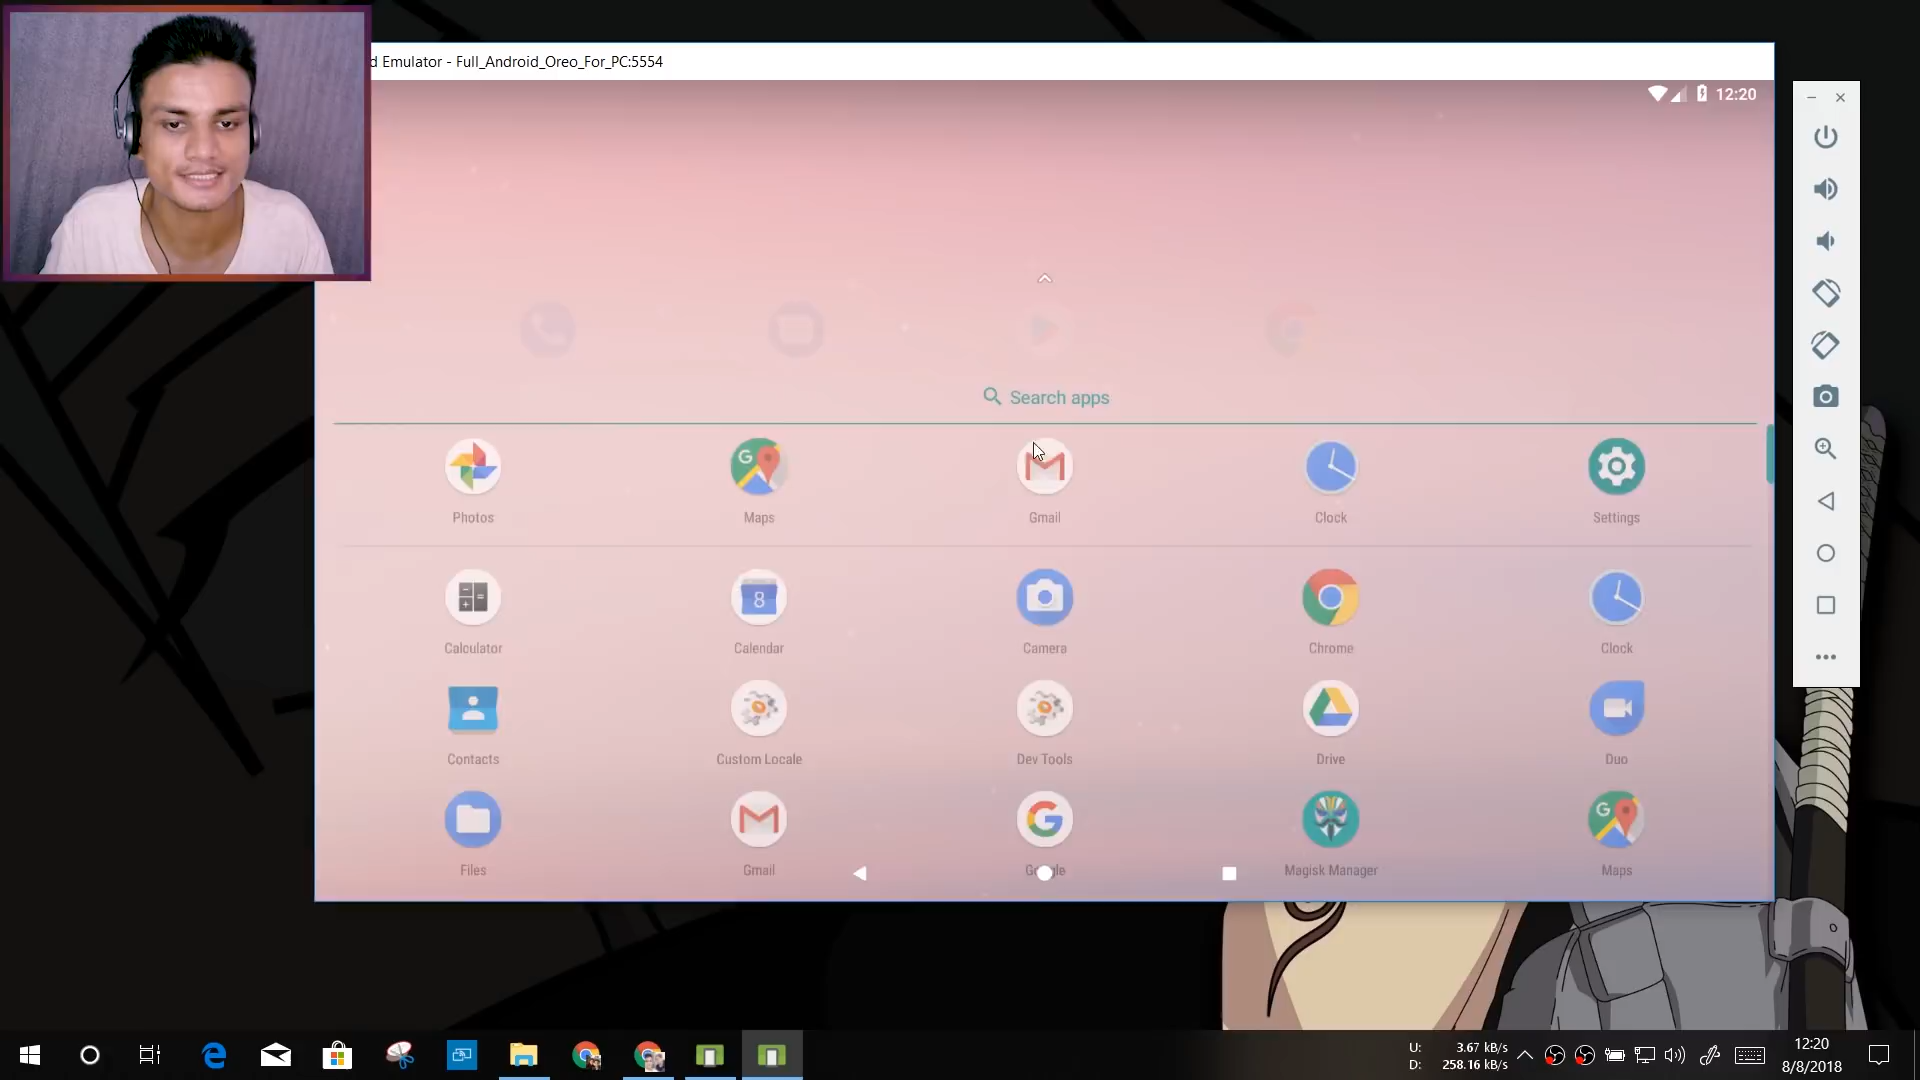 d Emulator - Full_Android_Oreo_For_PC:5554
12:20
Search apps
Photos
Maps
Gmail
Clock
Settings
Calculator
8
Calendar
Camera
Chrome
Clock
Contacts
Custom Locale
Dev Tools
Drive
Duo
Files
Gmail
Magisk Manager
Maps
U: 3.67 kB/s
D: 258.16 kB/s
12:20
8/8/2018